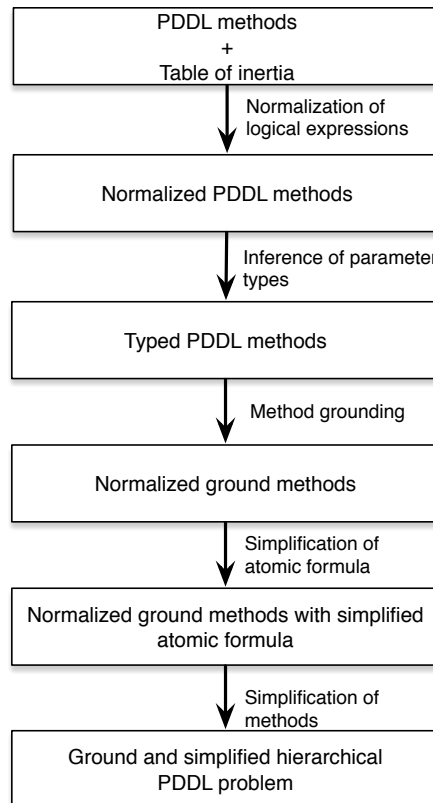 PDDL methods
+
Table of inertia
Normalization of
logical expressions
Normalized PDDL methods
Inference of parameter
types
Typed PDDL methods
Method grounding
Normalized ground methods
Simplification of
atomic formula
Normalized ground methods with simplified
atomic formula
Simplification of
methods
Ground and simplified hierarchical
PDDL problem